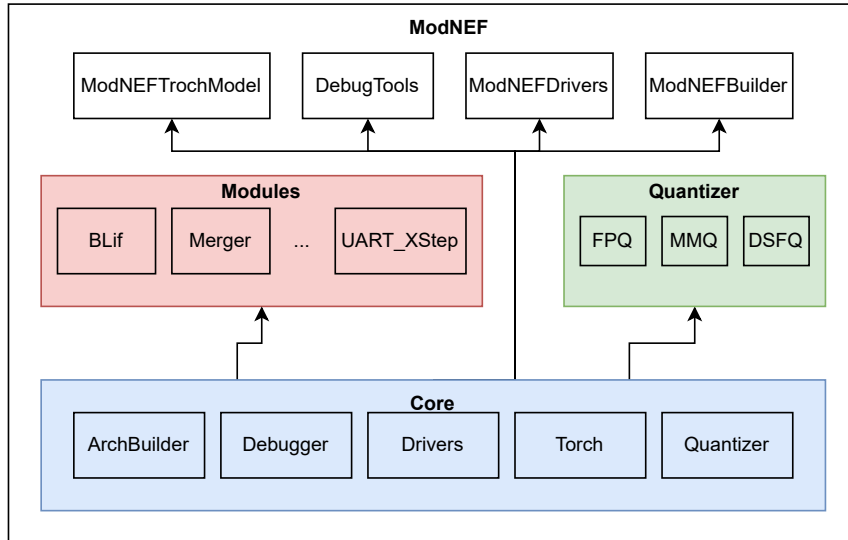 ModNEF
ModNEFTrochModel
DebugTools
ModNEFDrivers
ModNEFBuilder
Modules
BLif
Merger
...
UART_XStep
Quantizer
FPQ
MMQ
DSFQ
Core
ArchBuilder
Debugger
Drivers
Torch
Quantizer